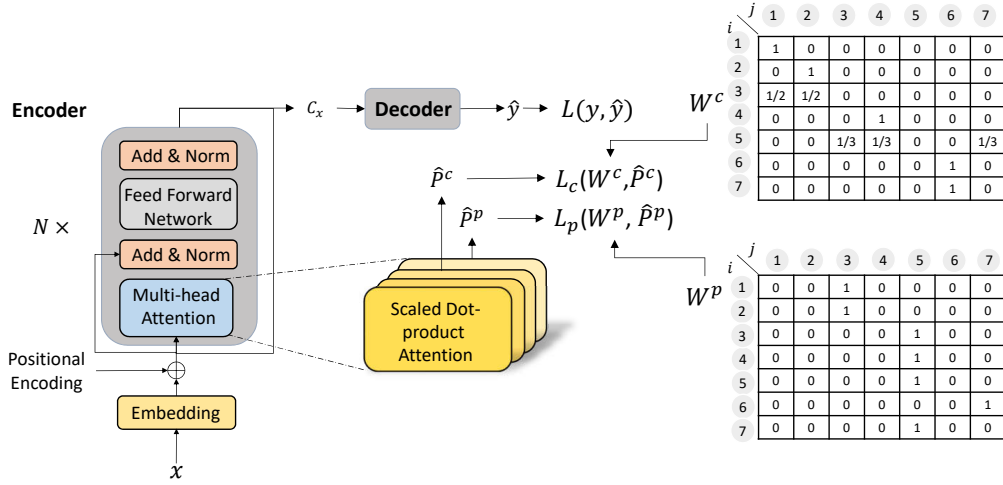 Encoder
Add & Norm
Feed Forward
Network
N ×
Add & Norm
Multi-head
Attention
Positional
Encoding
Embedding
x
C_x
Decoder
ŷ
L(y, ŷ)
P̂^c
L_c(W^c, P̂^c)
P̂^p
L_p(W^p, P̂^p)
Scaled Dot-
product
Attention
W^c
j
i
1 2 3 4 5 6 7
1 1 0 0 0 0 0 0
2 0 1 0 0 0 0 0
3 1/2 1/2 0 0 0 0 0
4 0 0 0 1 0 0 0
5 0 0 1/3 1/3 0 0 1/3
6 0 0 0 0 0 1 0
7 0 0 0 0 0 1 0
W^p
j
i
1 2 3 4 5 6 7
1 0 0 1 0 0 0 0
2 0 0 1 0 0 0 0
3 0 0 0 0 1 0 0
4 0 0 0 0 1 0 0
5 0 0 0 0 1 0 0
6 0 0 0 0 0 0 1
7 0 0 0 0 1 0 0